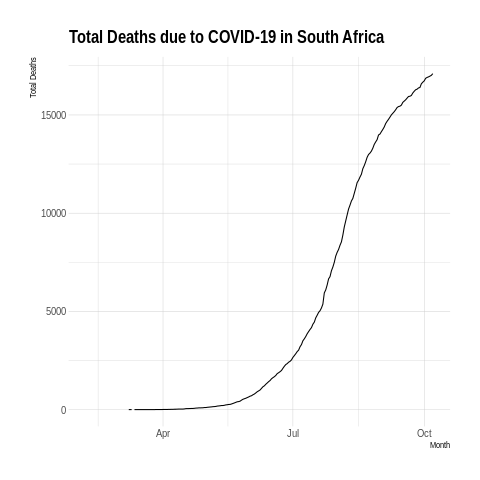 Total Deaths due to COVID-19 in South Africa
Total Deaths
15000
10000
5000
0
Apr Jul Oct
Month